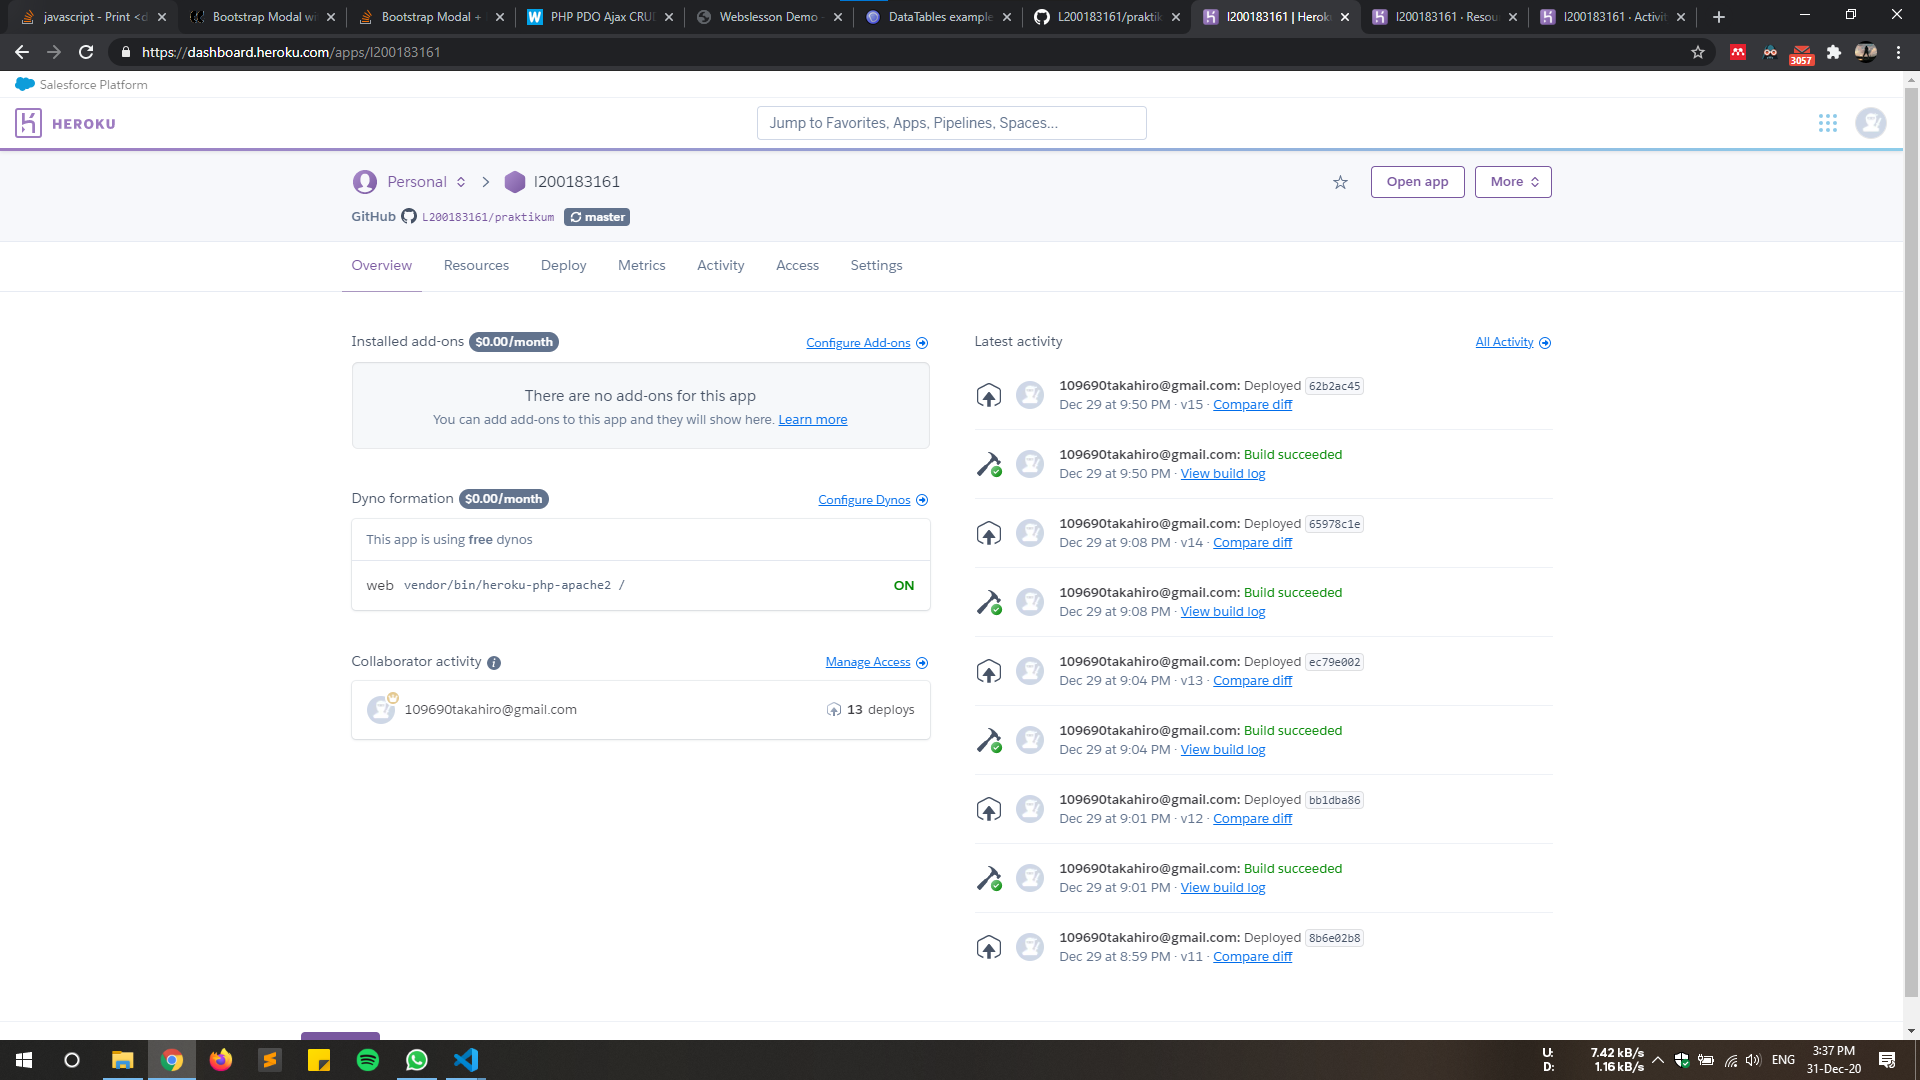 javascript - Print <d
Bootstrap Modal wi
Bootstrap Modal +
PHP PDO Ajax CRU
Webslesson Demo
DataTables example
L200183161/praktik
l200183161 | Herok
l200183161 · Resou
l200183161 · Activit
https://dashboard.heroku.com/apps/l200183161
3057
Salesforce Platform
HEROKU
Jump to Favorites, Apps, Pipelines, Spaces...
Personal
l200183161
Open app
More
GitHub L200183161/praktikum master
Overview Resources Deploy Metrics Activity Access Settings
Installed add-ons $0.00/month
Configure Add-ons
There are no add-ons for this app
You can add add-ons to this app and they will show here. Learn more
Dyno formation $0.00/month
Configure Dynos
This app is using free dynos
web vendor/bin/heroku-php-apache2 /
ON
Collaborator activity i
Manage Access
109690takahiro@gmail.com
13 deploys
Latest activity
All Activity
109690takahiro@gmail.com: Deployed 62b2ac45
Dec 29 at 9:50 PM · v15 · Compare diff
109690takahiro@gmail.com: Build succeeded
Dec 29 at 9:50 PM · View build log
109690takahiro@gmail.com: Deployed 65978c1e
Dec 29 at 9:08 PM · v14 · Compare diff
109690takahiro@gmail.com: Build succeeded
Dec 29 at 9:08 PM · View build log
109690takahiro@gmail.com: Deployed ec79e002
Dec 29 at 9:04 PM · v13 · Compare diff
109690takahiro@gmail.com: Build succeeded
Dec 29 at 9:04 PM · View build log
109690takahiro@gmail.com: Deployed bb1dba86
Dec 29 at 9:01 PM · v12 · Compare diff
109690takahiro@gmail.com: Build succeeded
Dec 29 at 9:01 PM · View build log
109690takahiro@gmail.com: Deployed 8b6e02b8
Dec 29 at 8:59 PM · v11 · Compare diff
U: 7.42 kB/s
D: 1.16 kB/s
ENG
3:37 PM
31-Dec-20